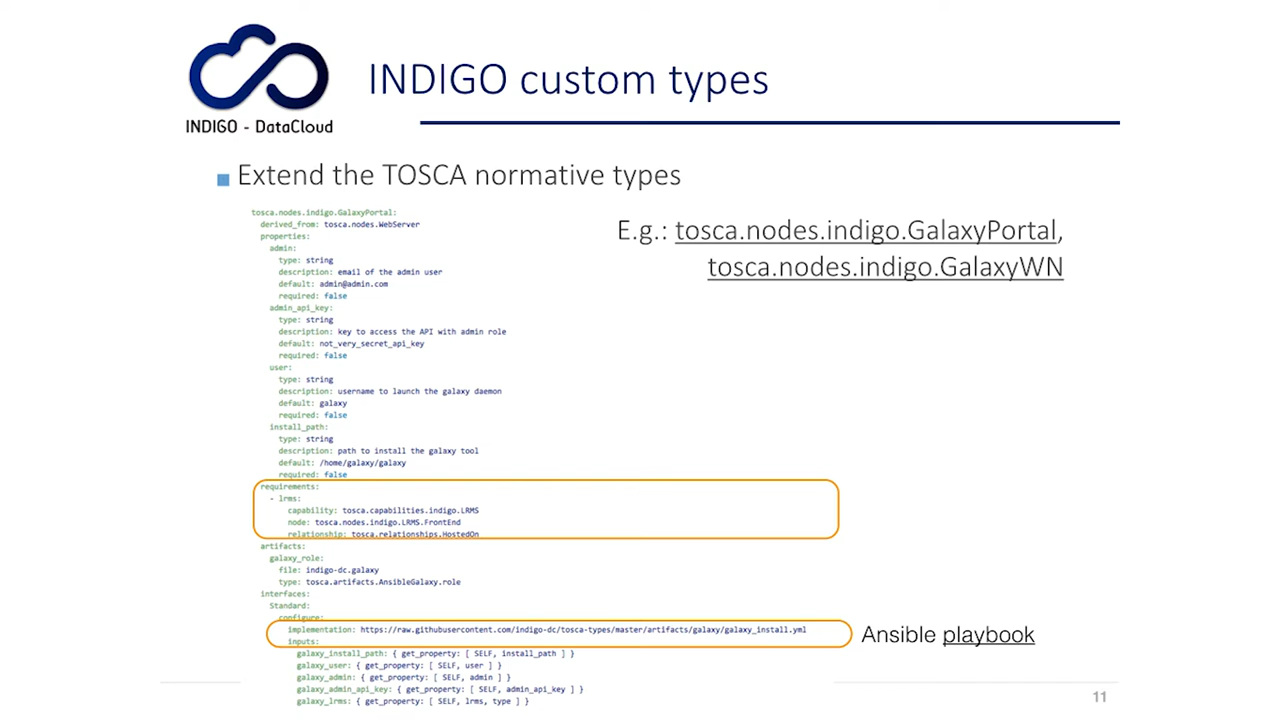 INDIGO - DataCloud
INDIGO custom types
Extend the TOSCA normative types
E.g.: tosca.nodes.indigo.GalaxyPortal,
tosca.nodes.indigo.GalaxyWN
tosca.nodes.indigo.GalaxyPortal:
derived_from: tosca.nodes.WebServer
properties:
admin:
type: string
description: email of the admin user
default: admin@admin.com
required: false
admin_api_key:
type: string
description: key to access the API with admin role
default: not_very_secret_api_key
required: false
user:
type: string
description: username to launch the galaxy daemon
default: galaxy
required: false
install_path:
type: string
description: path to install the galaxy tool
default: /home/galaxy/galaxy
required: false
requirements:
- lrms:
capability: tosca.capabilities.indigo.LRMS
node: tosca.nodes.indigo.LRMS.FrontEnd
relationship: tosca.relationships.HostedOn
artifacts:
galaxy_role:
file: indigo-dc.galaxy
type: tosca.artifacts.AnsibleGalaxy.role
interfaces:
Standard:
configure:
implementation: https://raw.githubusercontent.com/indigo-dc/tosca-types/master/artifacts/galaxy/galaxy_install.yml
Ansible playbook
inputs:
galaxy_install_path: { get_property: [ SELF, install_path ] }
galaxy_user: { get_property: [ SELF, user ] }
galaxy_admin: { get_property: [ SELF, admin ] }
galaxy_admin_api_key: { get_property: [ SELF, admin_api_key ] }
galaxy_lrms: { get_property: [ SELF, lrms, type ] }
11